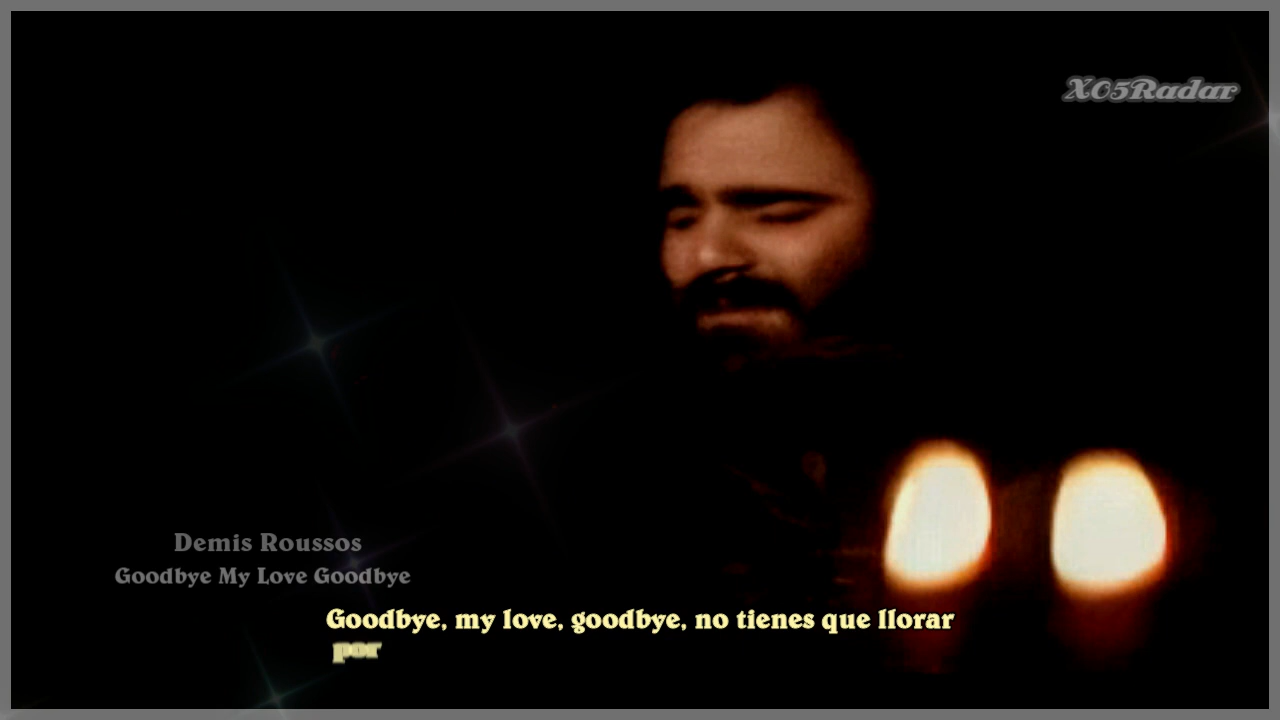 X05Radar
Demis Roussos
Goodbye My Love Goodbye
Goodbye, my love, goodbye, no tienes que llorar
por